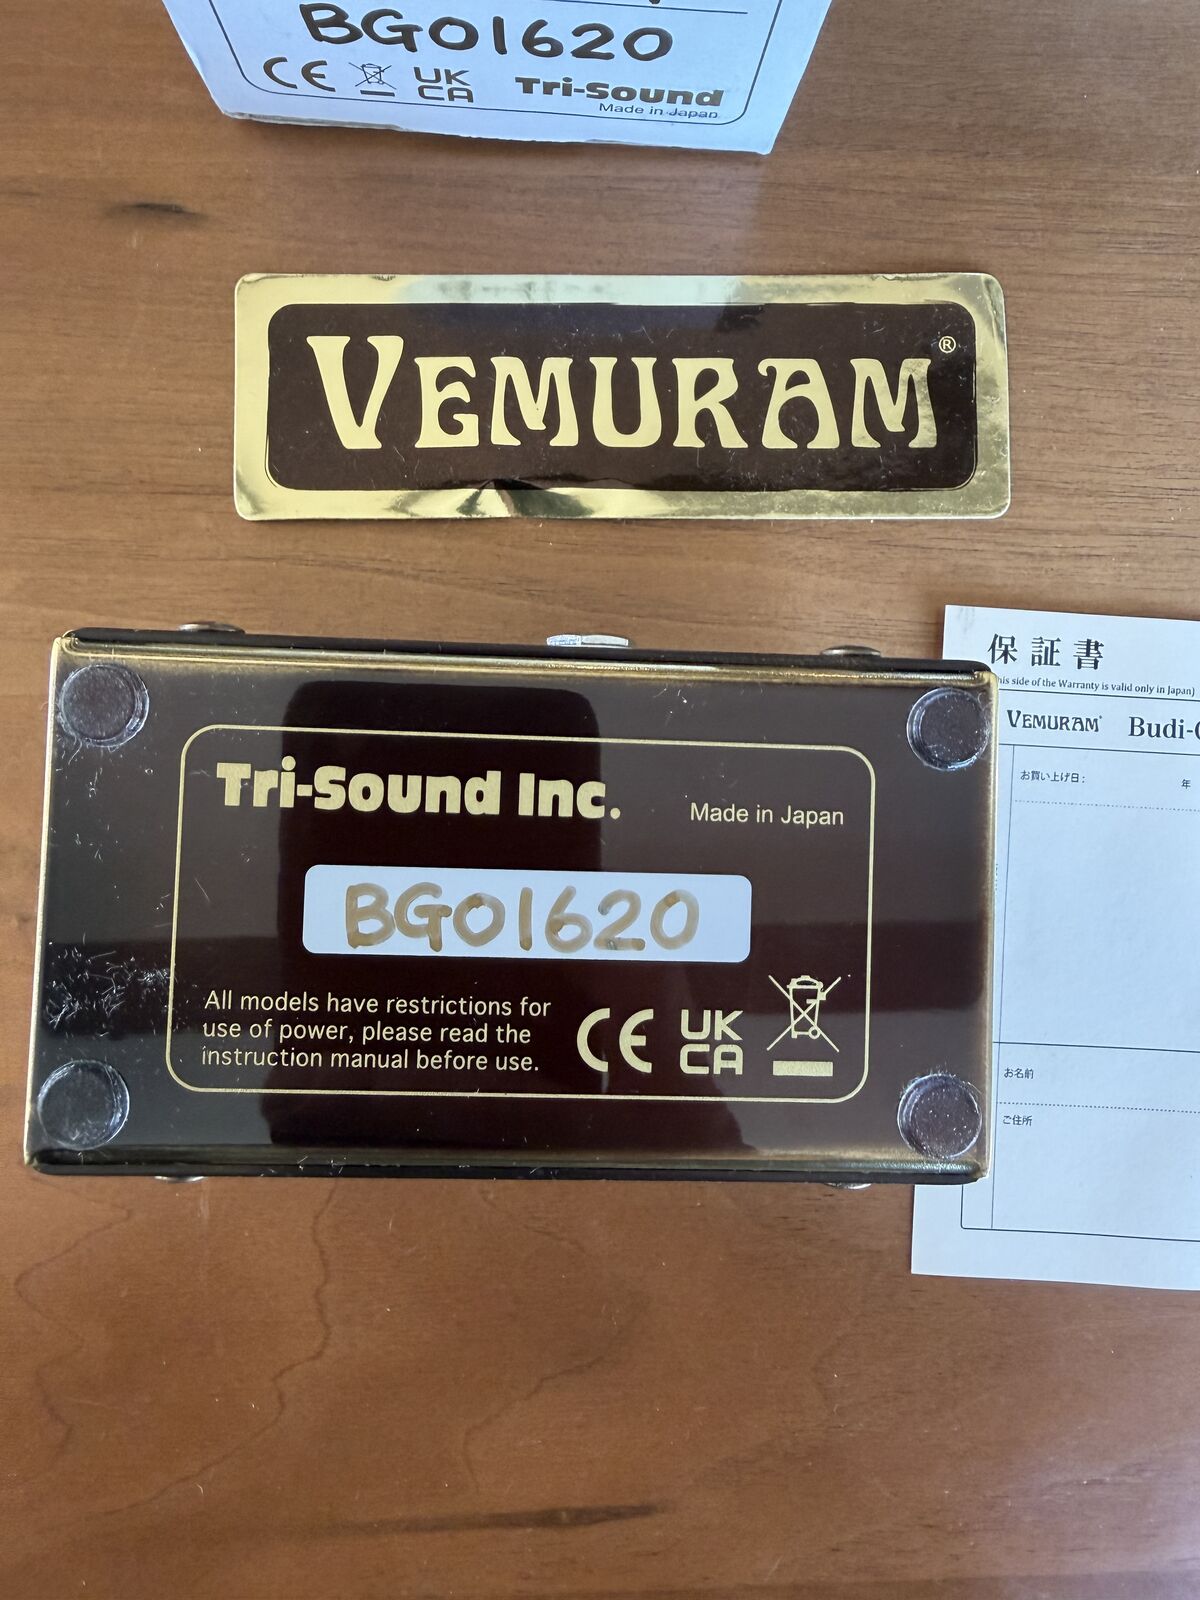 BG01620
CE UK
CA
Tri-Sound
Made in Japan
VEMURAM®
Tri-Sound Inc.
Made in Japan
BG01620
All models have restrictions for
use of power, please read the
instruction manual before use.
CE UK
CA
保証書
his side of the Warranty is valid only in Japan)
VEMURAM® Budi-G
お買い上げ日: 年
お名前
ご住所